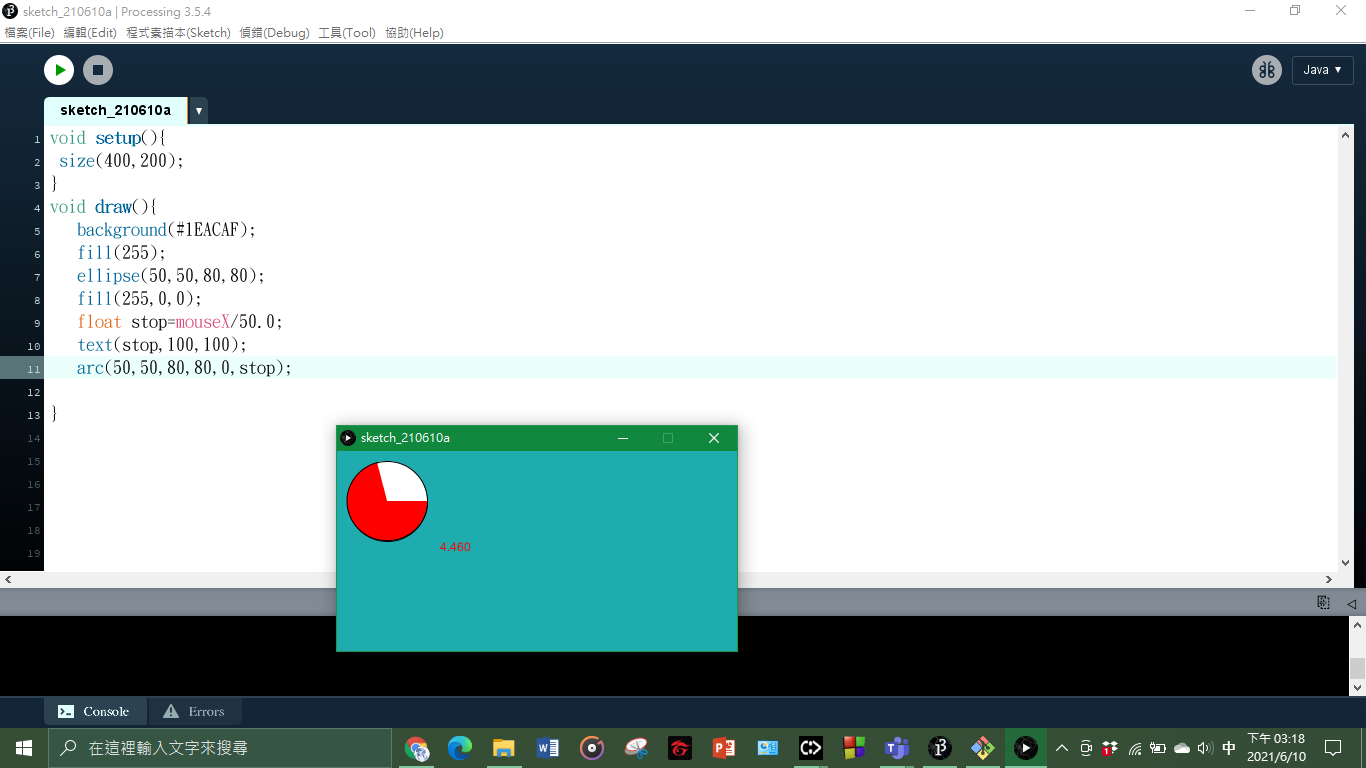 sketch_210610a | Processing 3.5.4
檔案(File) 編輯(Edit) 程式素描本(Sketch) 偵錯(Debug) 工具(Tool) 協助(Help)
Java ▼
sketch_210610a ▼
1 void setup(){
2 size(400,200);
3 }
4 void draw(){
5 background(#1EACAF);
6 fill(255);
7 ellipse(50,50,80,80);
8 fill(255,0,0);
9 float stop=mouseX/50.0;
10 text(stop,100,100);
11 arc(50,50,80,80,0,stop);
12
13 }
14
15
16
17
18
19
sketch_210610a
4.460
Console Errors
在這裡輸入文字來搜尋
中
下午 03:18
2021/6/10